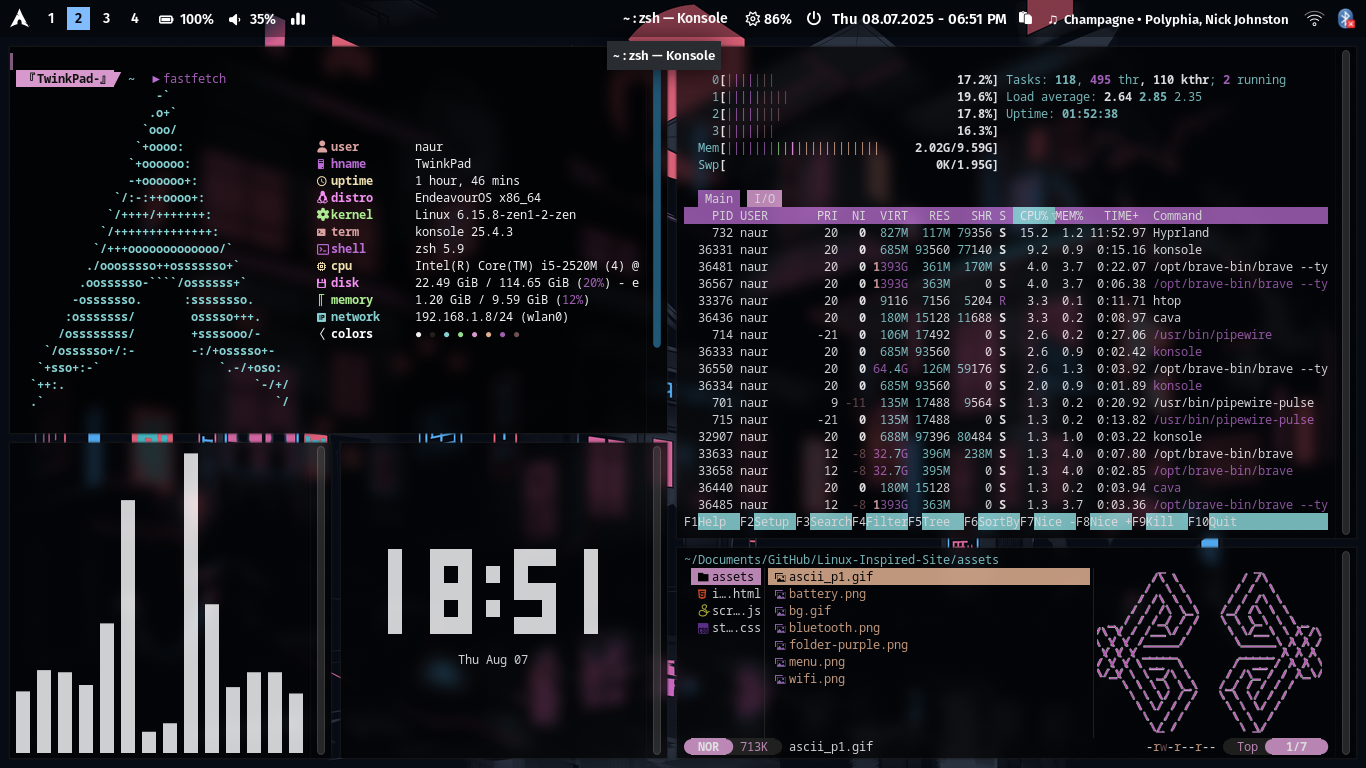 1 2 3 4 100% 35% ~ : zsh — Konsole 86% Thu 08.07.2025 - 06:51 PM ♫ Champagne • Polyphia, Nick Johnston
~ : zsh — Konsole
『TwinkPad-』 ~ ▶ fastfetch
-`
.o+`
`ooo/
`+oooo:
`+oooooo:
-+oooooo+:
`/:-:++oooo+:
`/++++/+++++++:
`/++++++++++++++:
`/+++ooooooooooooo/`
./ooosssso++osssssso+`
.oossssso-````/ossssss+`
-osssssso. :ssssssso.
:osssssss/ osssso+++.
/ossssssss/ +ssssooo/-
`/ossssso+/:- -:/+osssso+-
`+sso+:-` `.-/+oso:
`++:. `-/+/
.` `/
user naur
hname TwinkPad
uptime 1 hour, 46 mins
distro EndeavourOS x86_64
kernel Linux 6.15.8-zen1-2-zen
term konsole 25.4.3
shell zsh 5.9
cpu Intel(R) Core(TM) i5-2520M (4) @
disk 22.49 GiB / 114.65 GiB (20%) - e
memory 1.20 GiB / 9.59 GiB (12%)
network 192.168.1.8/24 (wlan0)
colors
0[||||||| 17.2%] Tasks: 118, 495 thr, 110 kthr; 2 running
1[||||||||| 19.6%] Load average: 2.64 2.85 2.35
2[|||||||| 17.8%] Uptime: 01:52:38
3[||||||| 16.3%]
Mem[|||||||||||||||||||||| 2.02G/9.59G]
Swp[ 0K/1.95G]
Main I/O
PID USER PRI NI VIRT RES SHR S CPU% MEM% TIME+ Command
732 naur 20 0 827M 117M 79356 S 15.2 1.2 11:52.97 Hyprland
36331 naur 20 0 685M 93560 77140 S 9.2 0.9 0:15.16 konsole
36481 naur 20 0 1393G 361M 170M S 4.0 3.7 0:22.07 /opt/brave-bin/brave --ty
36567 naur 20 0 1393G 363M 0 S 4.0 3.7 0:06.38 /opt/brave-bin/brave --ty
33376 naur 20 0 9116 7156 5204 R 3.3 0.1 0:11.71 htop
36436 naur 20 0 180M 15128 11688 S 3.3 0.2 0:08.97 cava
714 naur -21 0 106M 17492 0 S 2.6 0.2 0:27.06 /usr/bin/pipewire
36333 naur 20 0 685M 93560 0 S 2.6 0.9 0:02.42 konsole
36550 naur 20 0 64.4G 126M 59176 S 2.6 1.3 0:03.92 /opt/brave-bin/brave --ty
36334 naur 20 0 685M 93560 0 S 2.0 0.9 0:01.89 konsole
701 naur 9 -11 135M 17488 9564 S 1.3 0.2 0:20.92 /usr/bin/pipewire-pulse
715 naur -21 0 135M 17488 0 S 1.3 0.2 0:13.82 /usr/bin/pipewire-pulse
32907 naur 20 0 688M 97396 80484 S 1.3 1.0 0:03.22 konsole
33633 naur 12 -8 32.7G 396M 238M S 1.3 4.0 0:07.80 /opt/brave-bin/brave
33658 naur 12 -8 32.7G 395M 0 S 1.3 4.0 0:02.85 /opt/brave-bin/brave
36440 naur 20 0 180M 15128 0 S 1.3 0.2 0:03.94 cava
36485 naur 12 -8 1393G 363M 0 S 1.3 3.7 0:03.36 /opt/brave-bin/brave --ty
F1Help F2Setup F3SearchF4FilterF5Tree F6SortByF7Nice -F8Nice +F9Kill F10Quit
18:51
Thu Aug 07
~/Documents/GitHub/Linux-Inspired-Site/assets
assets ascii_p1.gif
i….html battery.png
scr….js bg.gif
st….css bluetooth.png
folder-purple.png
menu.png
wifi.png
NOR 713K ascii_p1.gif -rw-r--r-- Top 1/7